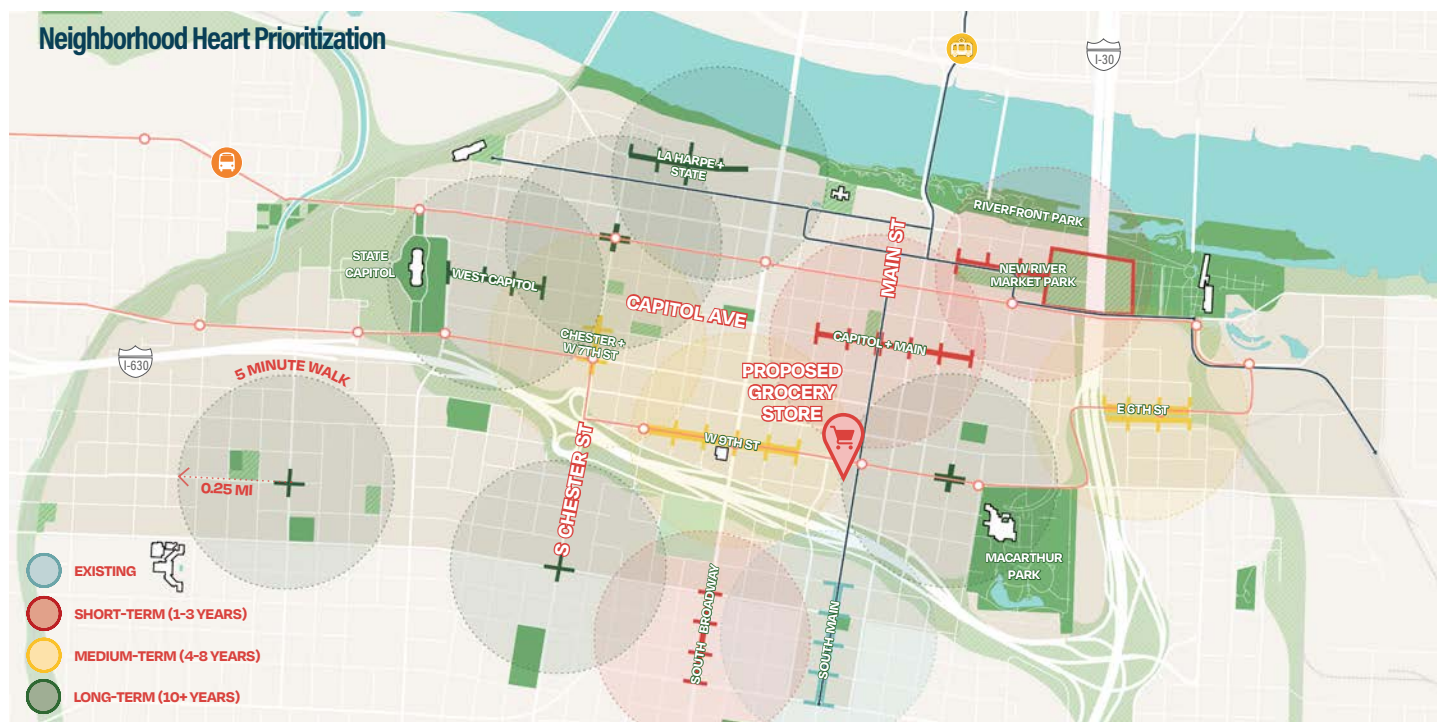 Neighborhood Heart Prioritization
I-30
LA HARPE +
STATE
RIVERFRONT PARK
MAIN ST
STATE
CAPITOL
WEST CAPITOL
NEW RIVER
MARKET PARK
CAPITOL AVE
CHESTER +
W 7TH ST
CAPITOL + MAIN
I-630
5 MINUTE WALK
PROPOSED
GROCERY
STORE
E 6TH ST
W 9TH ST
0.25 MI
S CHESTER ST
MACARTHUR
PARK
SOUTH BROADWAY
SOUTH MAIN
EXISTING
SHORT-TERM (1-3 YEARS)
MEDIUM-TERM (4-8 YEARS)
LONG-TERM (10+ YEARS)